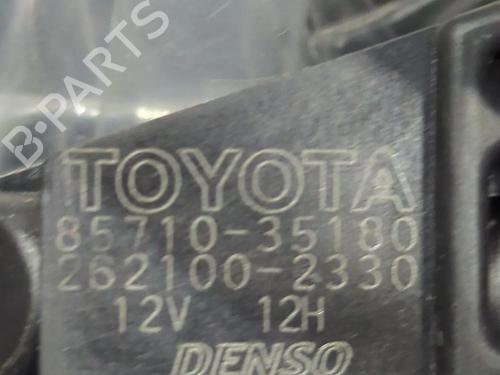 B-PARTS
TOYOTA
85710-35180
262100-2330
12V 12H
DENSO